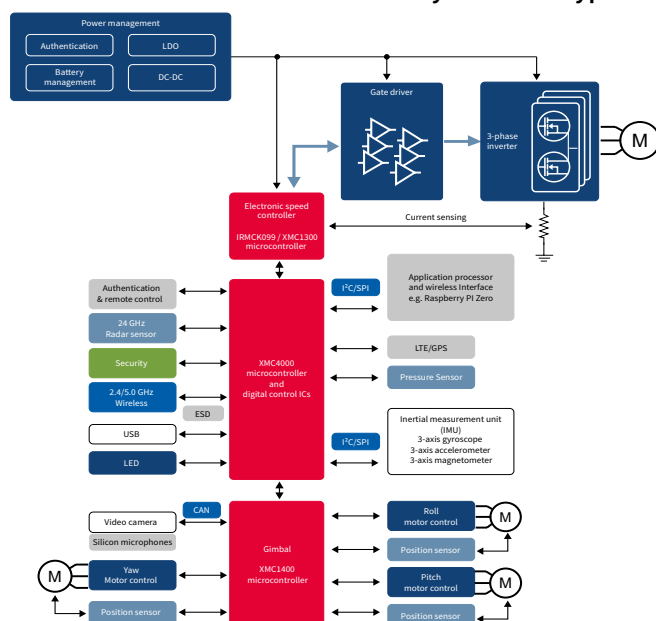 Power management
Authentication
LDO
Battery
management
DC-DC
Gate driver
3-phase
inverter
M
Electronic speed
controller
IRMCK099 / XMC1300
microcontroller
Current sensing
Authentication
& remote control
24 GHz
Radar sensor
Security
2.4/5.0 GHz
Wireless
ESD
USB
LED
XMC4000
microcontroller
and
digital control ICs
I²C/SPI
Application processor
and wireless Interface
e.g. Raspberry PI Zero
LTE/GPS
Pressure Sensor
I²C/SPI
Inertial measurement unit
(IMU)
3-axis gyroscope
3-axis accelerometer
3-axis magnetometer
CAN
Video camera
Silicon microphones
M
Yaw
Motor control
Position sensor
Gimbal
XMC1400
microcontroller
Roll
motor control
M
Position sensor
Pitch
motor control
M
Position sensor